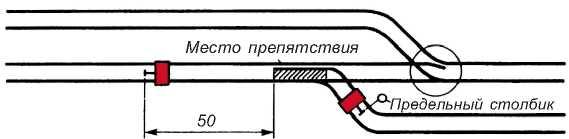 Место препятствия
Предельный столбик
50